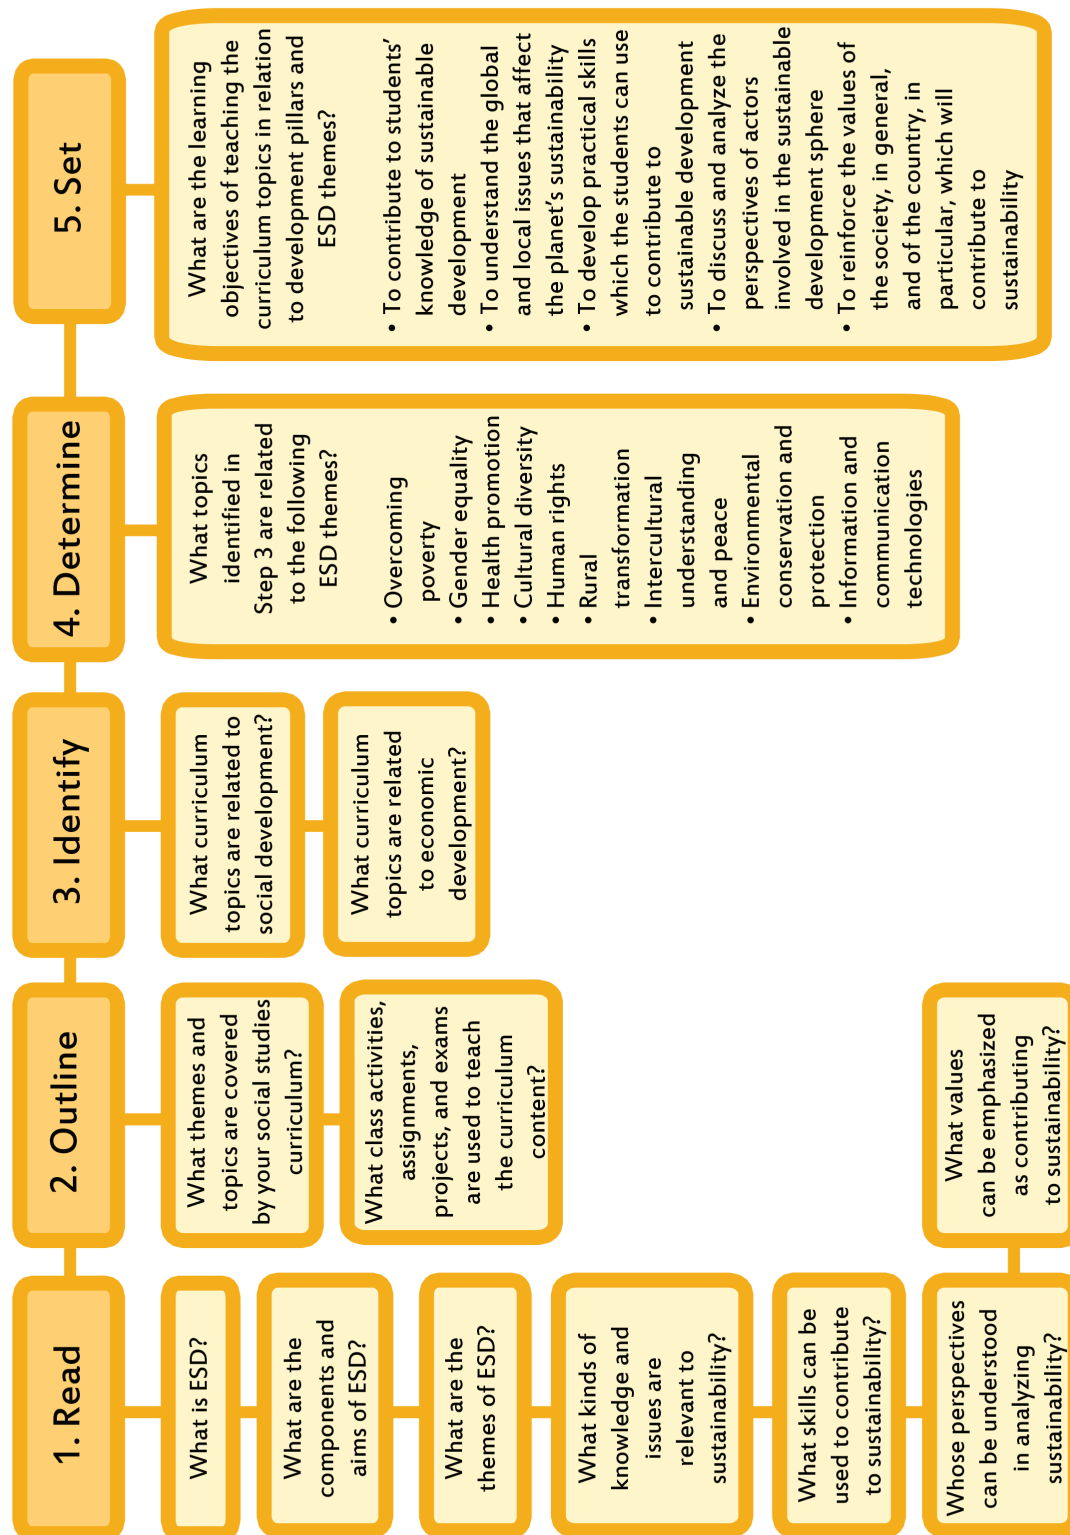 1. Read
What is ESD?
What are the
components and
aims of ESD?
What are the
themes of ESD?
What kinds of
knowledge and
issues are
relevant to
sustainability?
What skills can be
used to contribute
to sustainability?
Whose perspectives
can be understood
in analyzing
sustainability?
What values
can be emphasized
as contributing
to sustainability?
2. Outline
What themes and
topics are covered
by your social studies
curriculum?
What class activities,
assignments,
projects, and exams
are used to teach
the curriculum
content?
3. Identify
What curriculum
topics are related to
social development?
What curriculum
topics are related
to economic
development?
4. Determine
What topics
identified in
Step 3 are related
to the following
ESD themes?
• Overcoming
poverty
• Gender equality
• Health promotion
• Cultural diversity
• Human rights
• Rural
transformation
• Intercultural
understanding
and peace
• Environmental
conservation and
protection
• Information and
communication
technologies
5. Set
What are the learning
objectives of teaching the
curriculum topics in relation
to development pillars and
ESD themes?
• To contribute to students’
knowledge of sustainable
development
• To understand the global
and local issues that affect
the planet’s sustainability
• To develop practical skills
which the students can use
to contribute to
sustainable development
• To discuss and analyze the
perspectives of actors
involved in the sustainable
development sphere
• To reinforce the values of
the society, in general,
and of the country, in
particular, which will
contribute to
sustainability